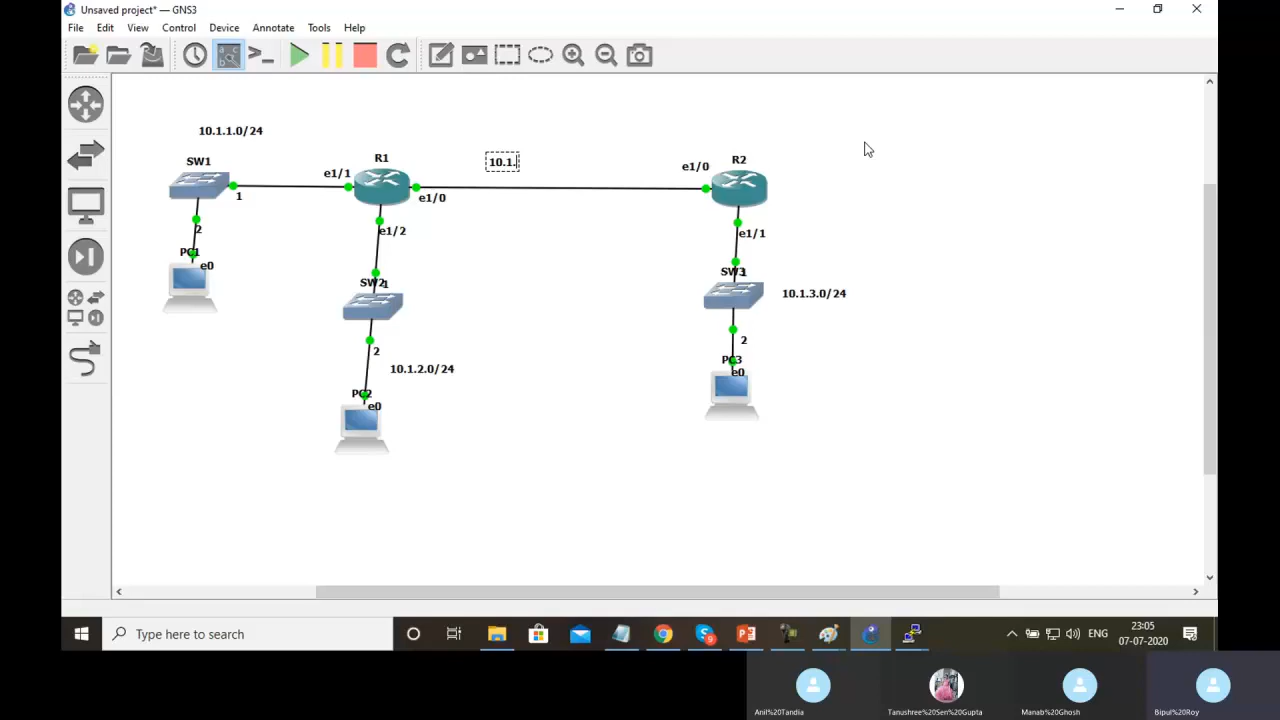 Unsaved project* — GNS3
File Edit View Control Device Annotate Tools Help
10.1.1.0/24
SW1
1
2
PC1
e0
R1
e1/1
e1/0
e1/2
10.1.
R2
e1/0
e1/1
SW2
1
2
10.1.2.0/24
PC2
e0
SW3
1
10.1.3.0/24
2
PC3
e0
Type here to search
ENG
23:05
07-07-2020
Anil%20Tandia
Tanushree%20Sen%20Gupta
Manab%20Ghosh
Bipul%20Roy